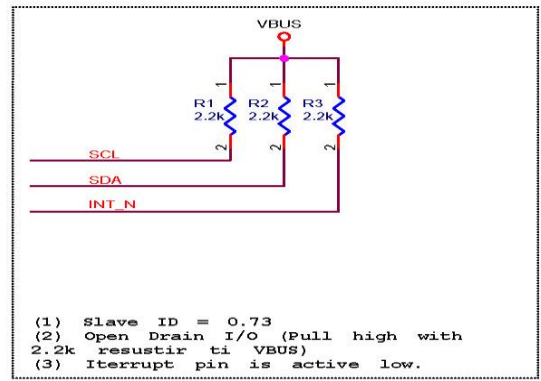 VBUS
1 1 1
R1 R2 R3
2.2k 2.2k 2.2k
2 2 2
SCL
SDA
INT_N
(1) Slave ID = 0.73
(2) Open Drain I/O (Pull high with
2.2k resustir ti VBUS)
(3) Iterrupt pin is active low.